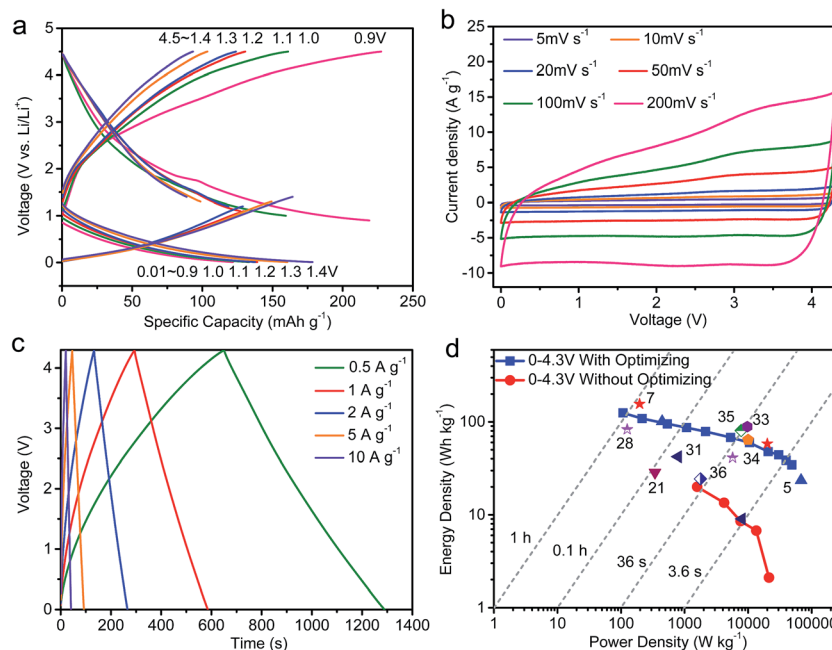 a
4.5~1.4 1.3 1.2 1.1 1.0 0.9V
5
4
3
2
1
0
0.01~0.9 1.0 1.1 1.2 1.3 1.4V
0 50 100 150 200 250
Voltage (V vs. Li/Li⁺)
Specific Capacity (mAh g⁻¹)
b
5mV s⁻¹ 10mV s⁻¹
20mV s⁻¹ 50mV s⁻¹
100mV s⁻¹ 200mV s⁻¹
25
20
15
10
5
0
-5
-10
0 1 2 3 4
Current density (A g⁻¹)
Voltage (V)
c
0.5 A g⁻¹
1 A g⁻¹
2 A g⁻¹
5 A g⁻¹
10 A g⁻¹
4
3
2
1
0
0 200 400 600 800 1000 1200 1400
Voltage (V)
Time (s)
d
0-4.3V With Optimizing
0-4.3V Without Optimizing
7
35 33
28 31 34
21 36 5
1 h 0.1 h 36 s 3.6 s
100
10
1
1 10 100 1000 10000 100000
Energy Density (Wh kg⁻¹)
Power Density (W kg⁻¹)